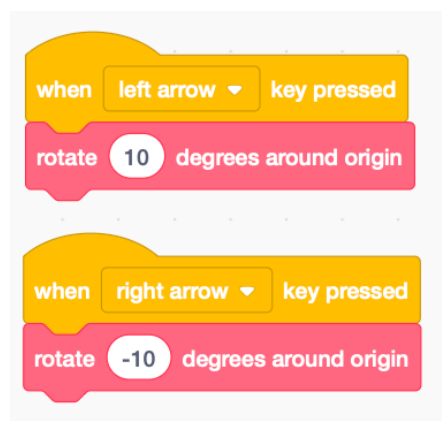 when left arrow key pressed
rotate 10 degrees around origin
when right arrow key pressed
rotate -10 degrees around origin